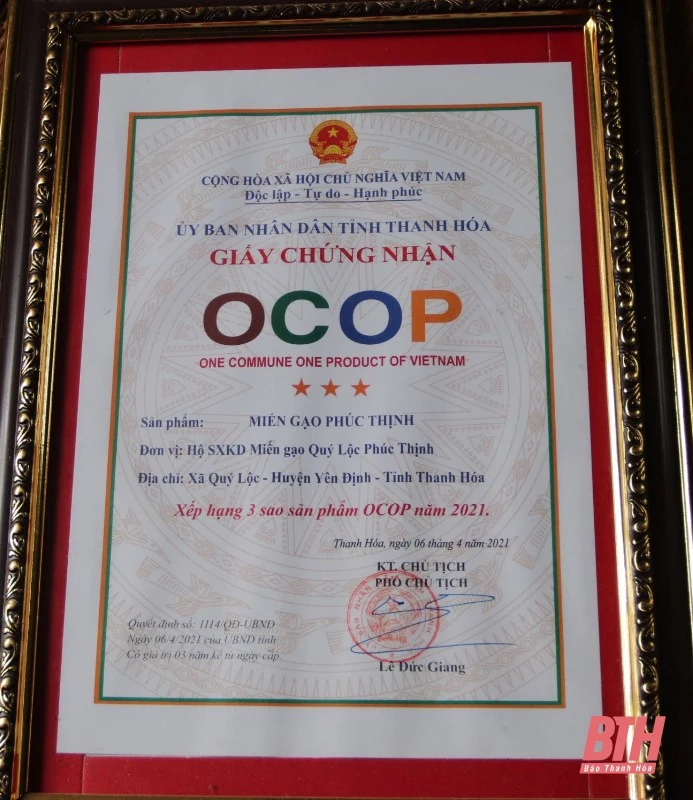 CỘNG HÒA XÃ HỘI CHỦ NGHĨA VIỆT NAM
Độc lập - Tự do - Hạnh phúc
ỦY BAN NHÂN DÂN TỈNH THANH HÓA
GIẤY CHỨNG NHẬN
OCOP
ONE COMMUNE ONE PRODUCT OF VIETNAM
Sản phẩm: MIẾN GẠO PHÚC THỊNH
Đơn vị: Hộ SXKD Miến gạo Quý Lộc Phúc Thịnh
Địa chỉ: Xã Quý Lộc - Huyện Yên Định - Tỉnh Thanh Hóa
Xếp hạng 3 sao sản phẩm OCOP năm 2021.
Thanh Hóa, ngày 06 tháng 4 năm 2021
KT. CHỦ TỊCH
PHÓ CHỦ TỊCH
Quyết định số: 1114/QĐ-UBND
Ngày 06/4/2021 của UBND tỉnh
Có giá trị 03 năm kể từ ngày cấp
Lê Đức Giang
BTH
Báo Thanh Hóa